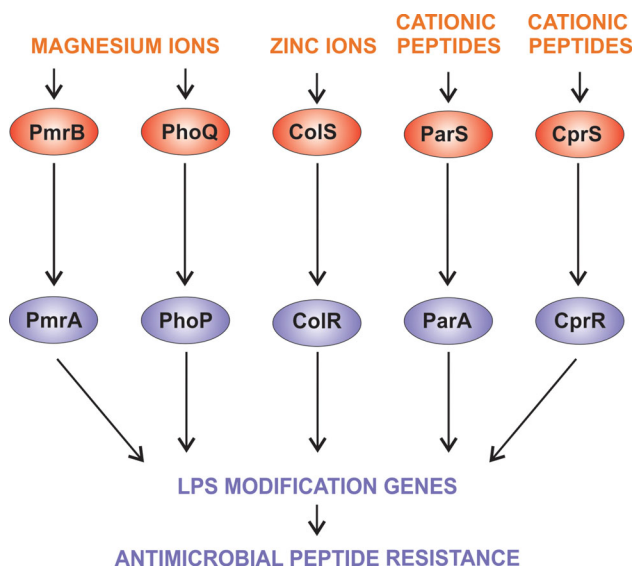 MAGNESIUM IONS
ZINC IONS
CATIONIC
PEPTIDES
CATIONIC
PEPTIDES
PmrB
PhoQ
ColS
ParS
CprS
PmrA
PhoP
ColR
ParA
CprR
LPS MODIFICATION GENES
ANTIMICROBIAL PEPTIDE RESISTANCE